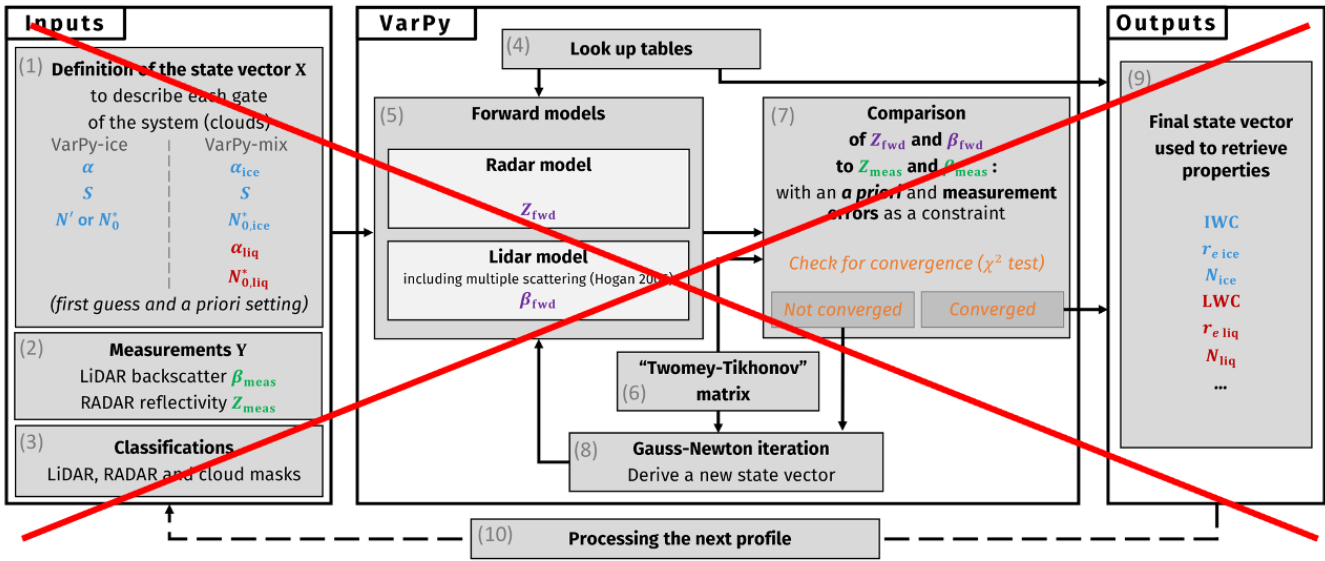 Inputs
(1)
Definition of the state vector X
to describe each gate
of the system (clouds)
VarPy-ice VarPy-mix
α α_ice
S S
N′ or N₀* N*₀,ice
α_liq
N*₀,liq
(first guess and a priori setting)
(2)
Measurements Y
LiDAR backscatter β_meas
RADAR reflectivity Z_meas
(3)
Classifications
LiDAR, RADAR and cloud masks
VarPy
(4)
Look up tables
(5)
Forward models
Radar model
Z_fwd
Lidar model
including multiple scattering (Hogan
β_fwd
(7)
Comparison
of Z_fwd and β_fwd
to Z_meas and β_meas :
with an a priori and measurement
errors as a constraint
Check for convergence (χ² test)
Not converged Converged
"Twomey-Tikhonov"
(6)
matrix
(8)
Gauss-Newton iteration
Derive a new state vector
Outputs
(9)
Final state vector
used to retrieve
properties
IWC
r_e ice
N_ice
LWC
r_e liq
N_liq
...
(10)
Processing the next profile